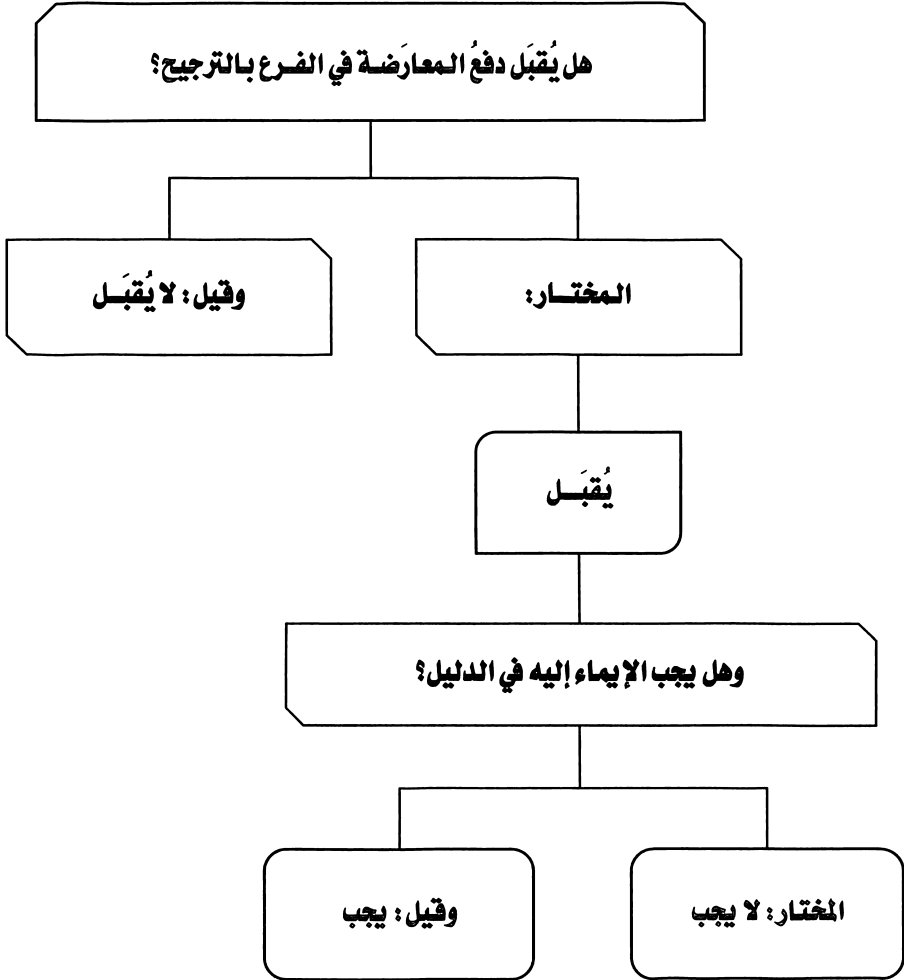 هل يُقبَل دفعُ المعارَضة في الفرع بالترجيح؟
المختار:
وقيل: لا يُقبَل
يُقبَل
وهل يجب الإيماء إليه في الدليل؟
المختار: لا يجب
وقيل: يجب